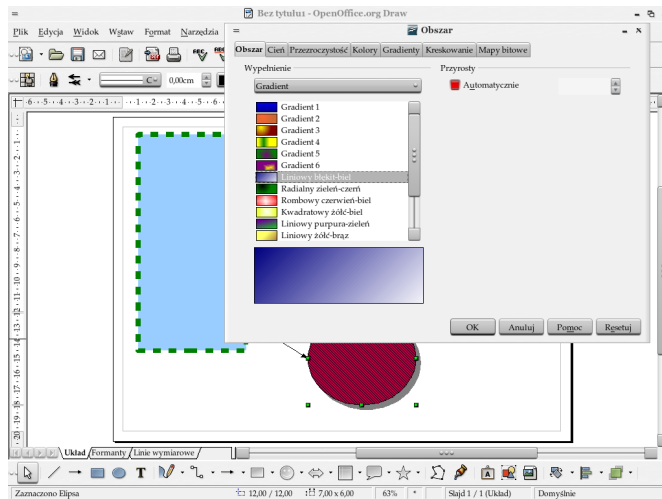 Bez tytułu1 - OpenOffice.org Draw
Plik Edycja Widok Wstaw Format Narzędzia
0,00cm
Obszar
Obszar Cień Przezroczystość Kolory Gradienty Kreskowanie Mapy bitowe
Wypełnienie
Gradient
Gradient 1
Gradient 2
Gradient 3
Gradient 4
Gradient 5
Gradient 6
Liniowy błękit-biel
Radialny zieleń-czerń
Rombowy czerwień-biel
Kwadratowy żółć-biel
Liniowy purpura-zieleń
Liniowy żółć-brąz
Przyrosty
Automatycznie
OK Anuluj Pomoc Resetuj
Układ Formanty Linie wymiarowe
Zaznaczono Elipsa 12,00 / 12,00 7,00 x 6,00 63% * Slajd 1 / 1 (Układ) Domyślnie